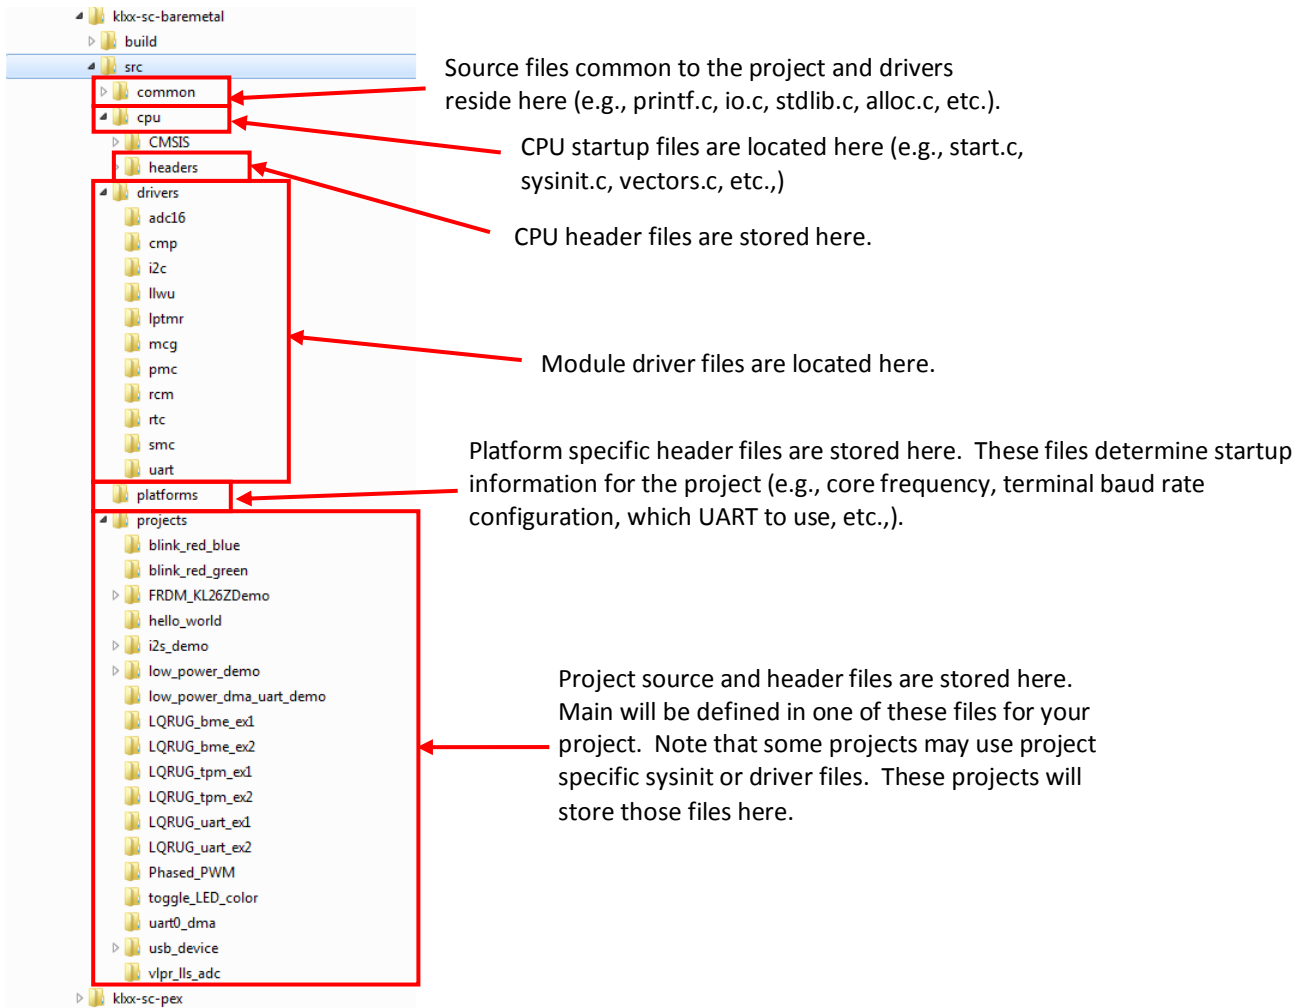 klxx-sc-baremetal
build
src
common
cpu
CMSIS
headers
drivers
adc16
cmp
i2c
llwu
lptmr
mcg
pmc
rcm
rtc
smc
uart
platforms
projects
blink_red_blue
blink_red_green
FRDM_KL26ZDemo
hello_world
i2s_demo
low_power_demo
low_power_dma_uart_demo
LQRUG_bme_ex1
LQRUG_bme_ex2
LQRUG_tpm_ex1
LQRUG_tpm_ex2
LQRUG_uart_ex1
LQRUG_uart_ex2
Phased_PWM
toggle_LED_color
uart0_dma
usb_device
vlpr_lls_adc
klxx-sc-pex
Source files common to the project and drivers
reside here (e.g., printf.c, io.c, stdlib.c, alloc.c, etc.).
CPU startup files are located here (e.g., start.c,
sysinit.c, vectors.c, etc.,)
CPU header files are stored here.
Module driver files are located here.
Platform specific header files are stored here.  These files determine startup
information for the project (e.g., core frequency, terminal baud rate
configuration, which UART to use, etc.,).
Project source and header files are stored here.
Main will be defined in one of these files for your
project.  Note that some projects may use project
specific sysinit or driver files.  These projects will
store those files here.